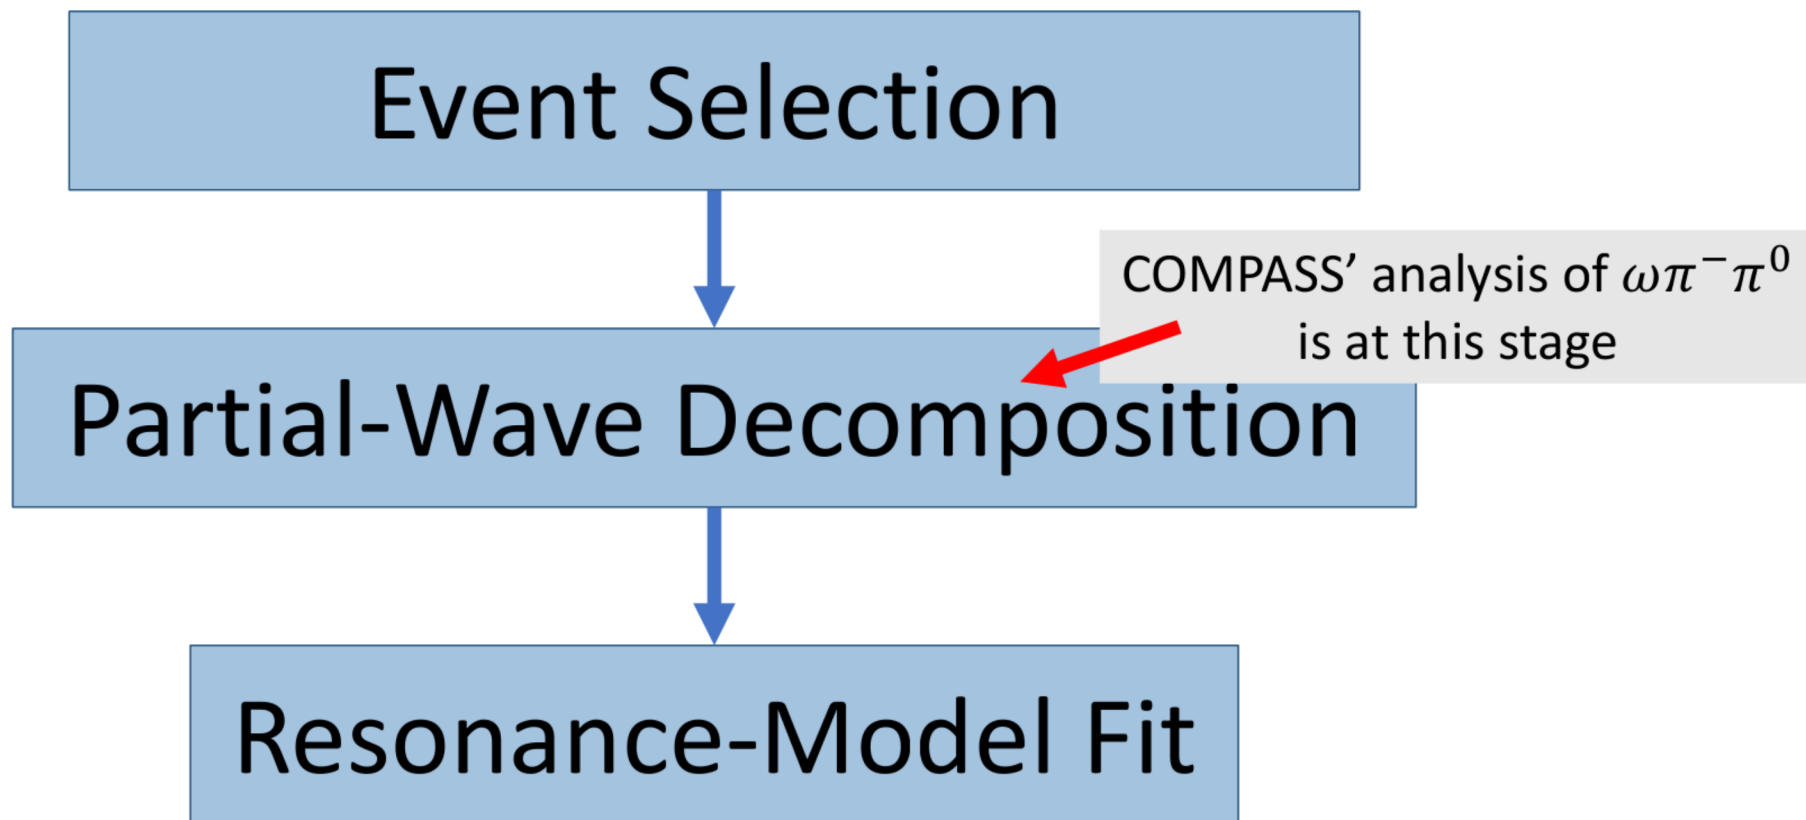 Event Selection
COMPASS’ analysis of ωπ⁻π⁰
is at this stage
Partial-Wave Decomposition
Resonance-Model Fit